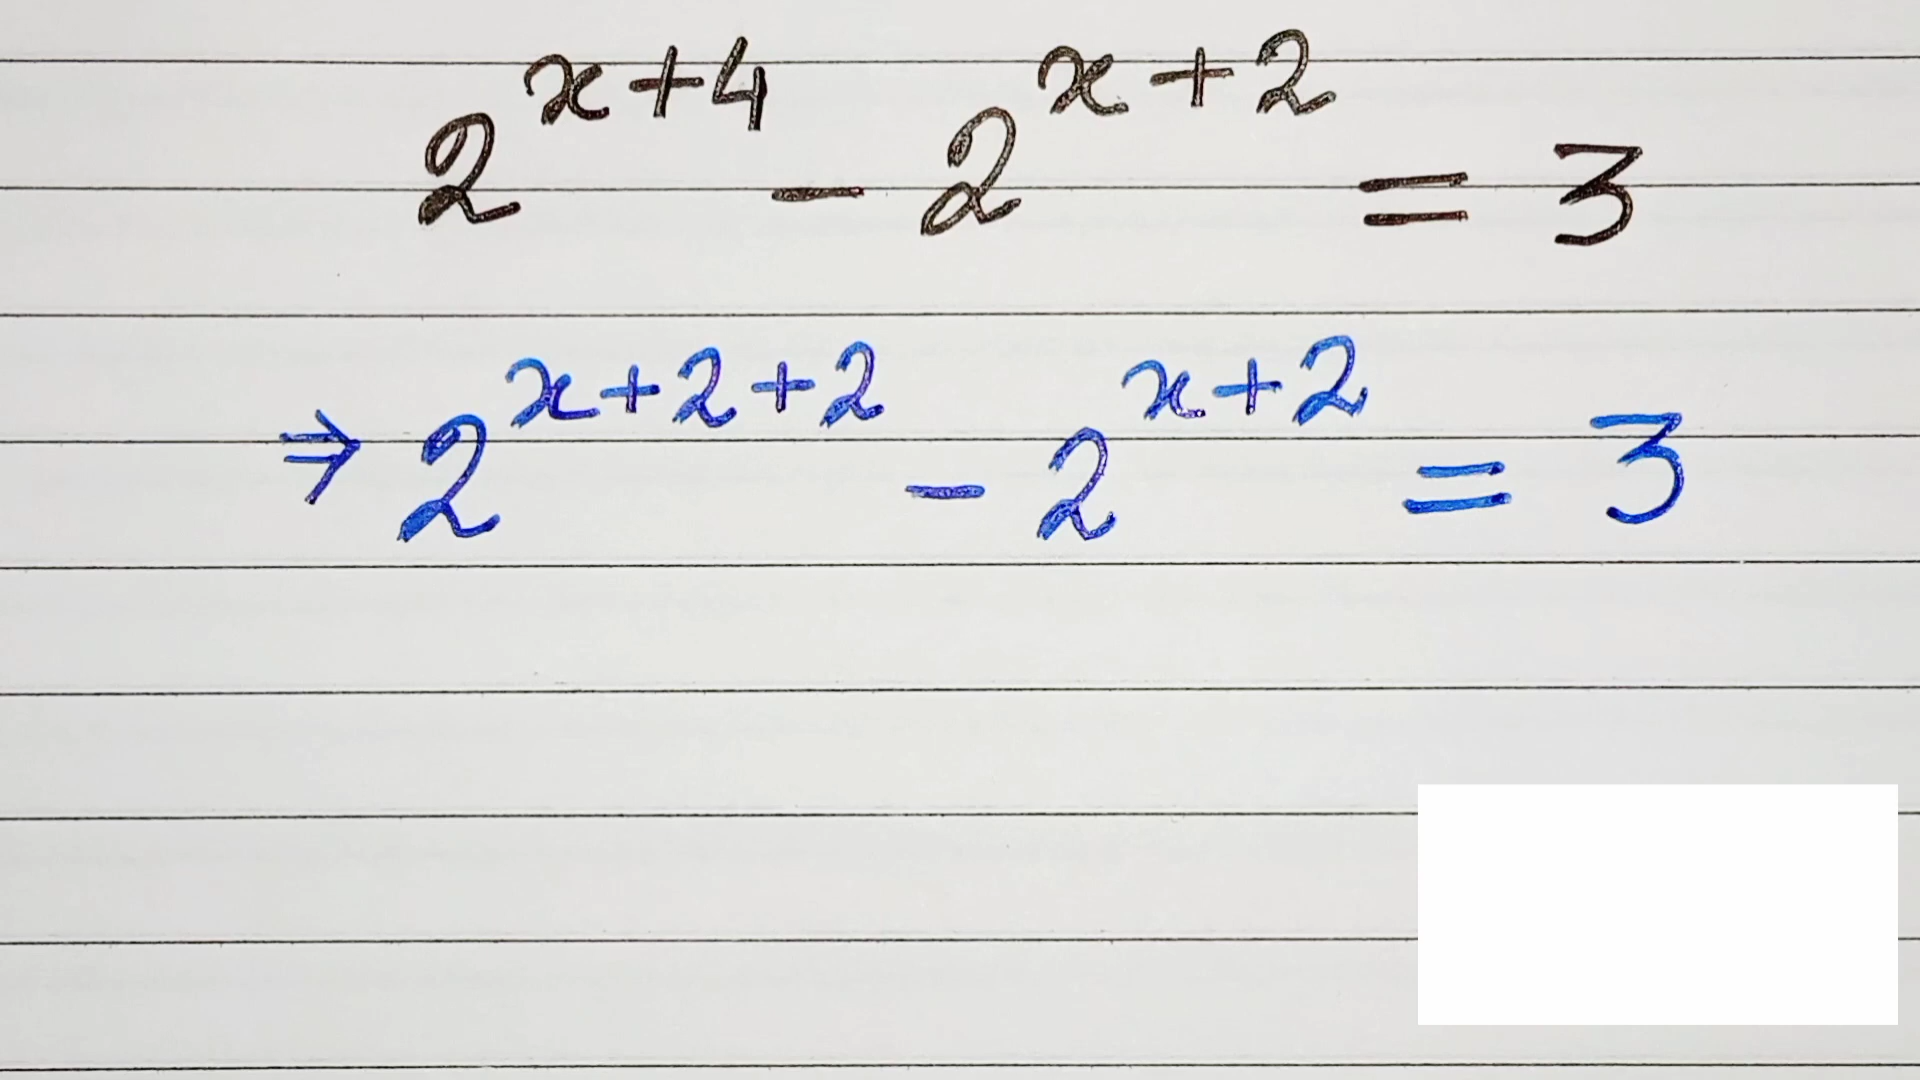 2^{x+4} - 2^{x+2} = 3
⇒ 2^{x+2+2} - 2^{x+2} = 3